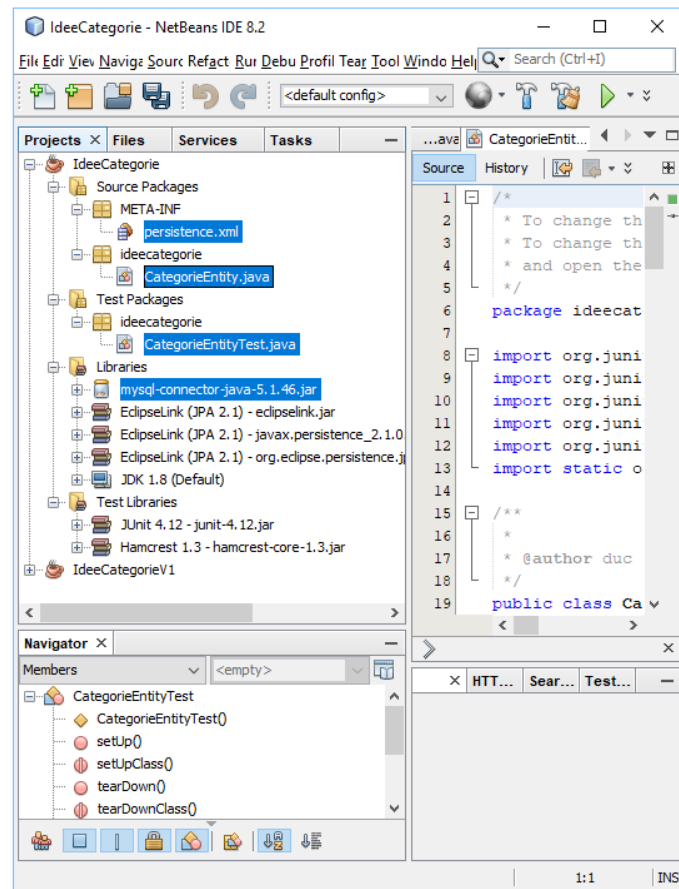 IdeeCategorie - NetBeans IDE 8.2
File Edit View Naviga Sourc Refact Rur Debu Profil Tear Tool Windo Help Search (Ctrl+I)
<default config>
Projects × Files Services Tasks
...ava CategorieEntit...
IdeeCategorie
Source Packages
META-INF
persistence.xml
ideecategorie
CategorieEntity.java
Test Packages
ideecategorie
CategorieEntityTest.java
Libraries
mysql-connector-java-5.1.46.jar
EclipseLink (JPA 2.1) - eclipselink.jar
EclipseLink (JPA 2.1) - javax.persistence_2.1.0
EclipseLink (JPA 2.1) - org.eclipse.persistence.j
JDK 1.8 (Default)
Test Libraries
JUnit 4.12 - junit-4.12.jar
Hamcrest 1.3 - hamcrest-core-1.3.jar
IdeeCategorieV1
Source History
1 /*
2 * To change th
3 * To change th
4 * and open the
5 */
6 package ideecat
7
8 import org.juni
9 import org.juni
10 import org.juni
11 import org.juni
12 import org.juni
13 import static o
14
15 /**
16 *
17 * @author duc
18 */
19 public class Ca
Navigator ×
Members <empty>
CategorieEntityTest
CategorieEntityTest()
setUp()
setUpClass()
tearDown()
tearDownClass()
× HTT... Sear... Test...
1:1 INS